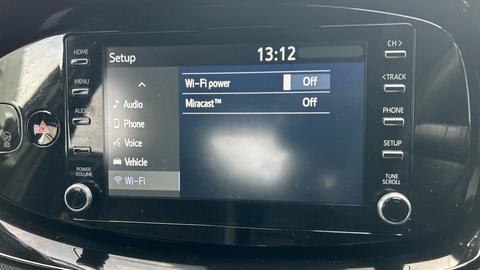 Setup 13:12
HOME
MENU
AUDIO
POWER
VOLUME
Audio
Phone
Voice
Vehicle
Wi-Fi
Wi-Fi power Off
Miracast™ Off
CH >
< TRACK
PHONE
SETUP
TUNE
SCROLL